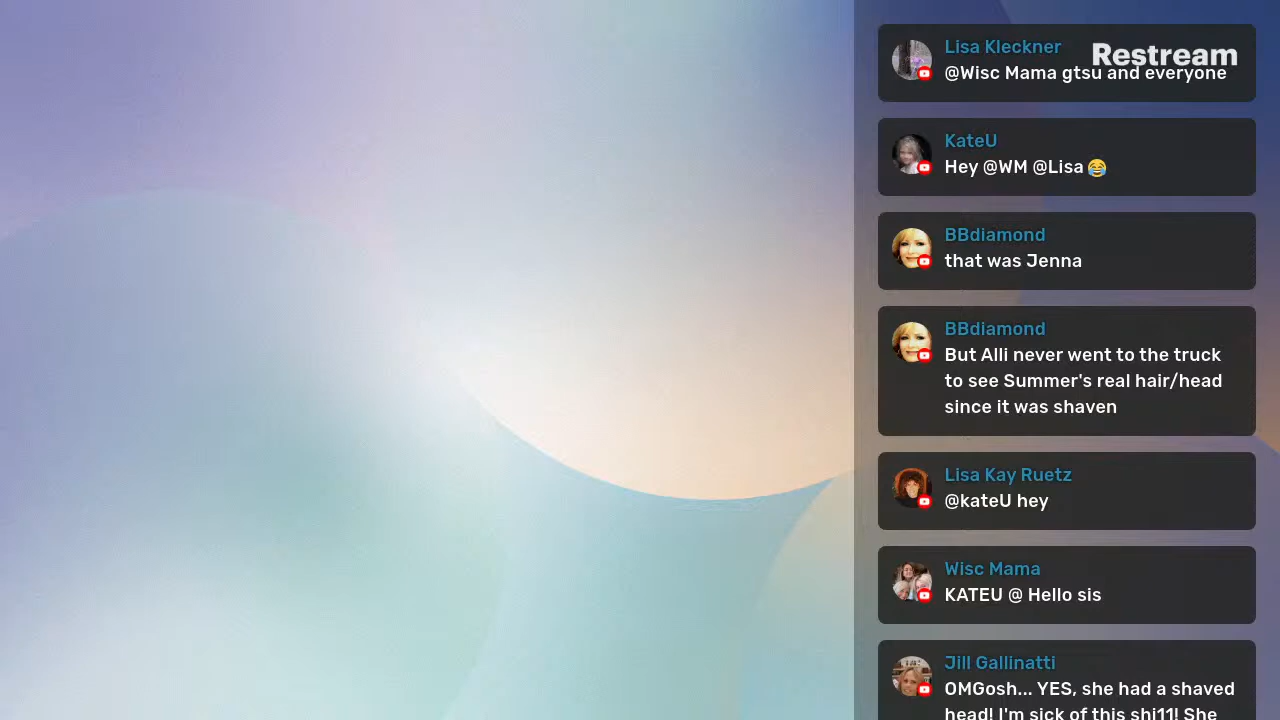 Lisa Kleckner
Restream
@Wisc Mama gtsu and everyone
KateU
Hey @WM @Lisa 😂
BBdiamond
that was Jenna
BBdiamond
But Alli never went to the truck
to see Summer's real hair/head
since it was shaven
Lisa Kay Ruetz
@kateU hey
Wisc Mama
KATEU @ Hello sis
Jill Gallinatti
OMGosh... YES, she had a shaved
head! I'm sick of this shi11! She